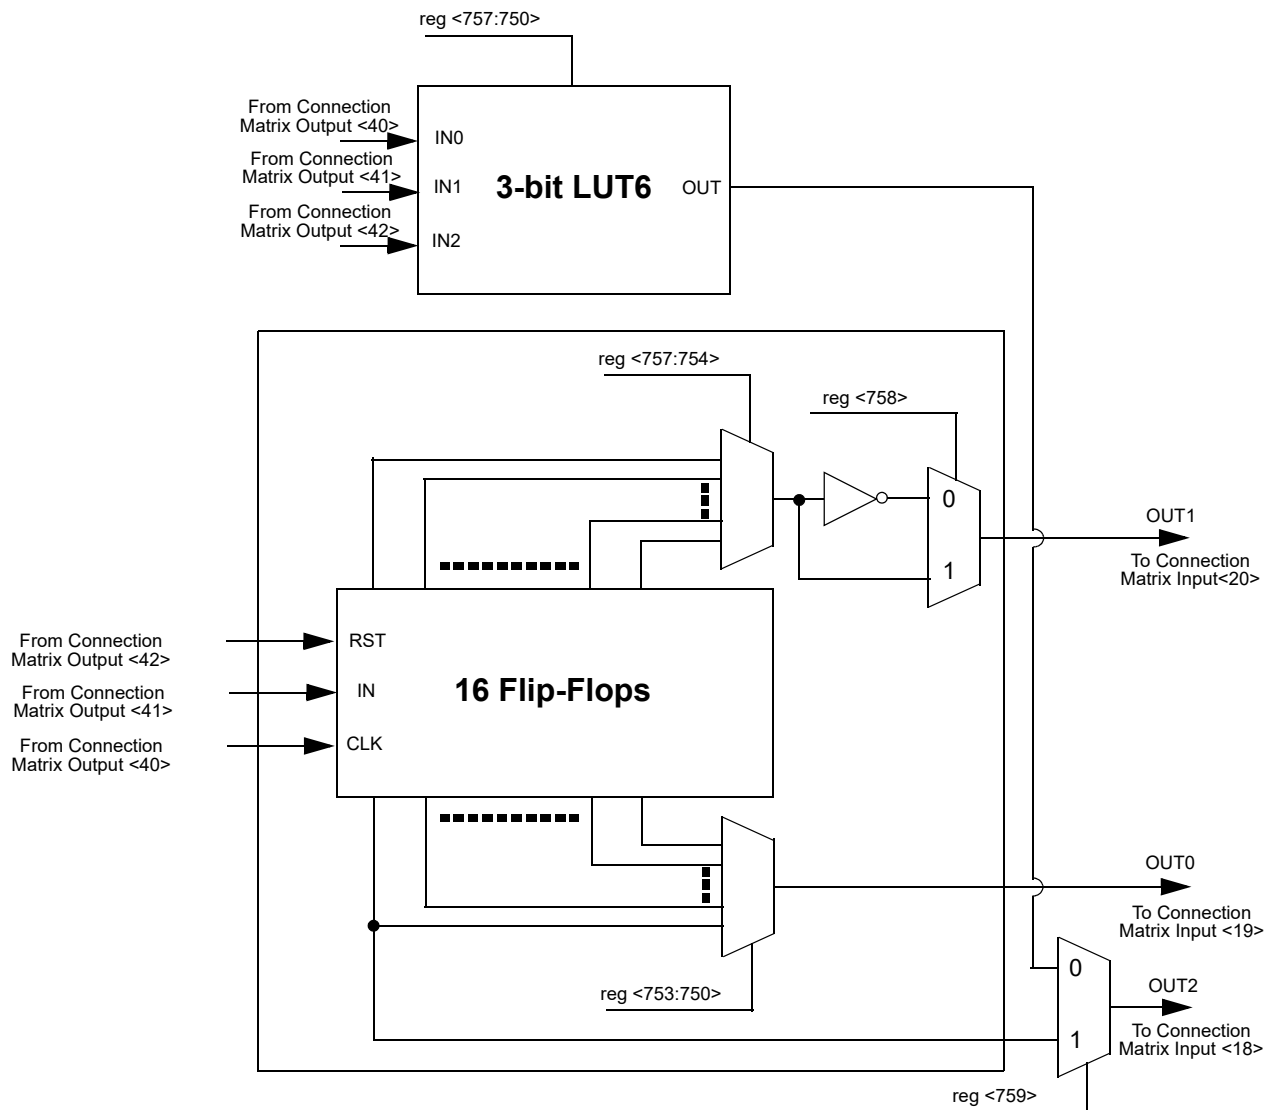 reg <757:750>
From Connection
Matrix Output <40>
IN0
From Connection
Matrix Output <41>
IN1
3-bit LUT6
OUT
From Connection
Matrix Output <42>
IN2
reg <757:754>
reg <758>
0
OUT1
1
To Connection
Matrix Input<20>
RST
From Connection
Matrix Output <42>
IN
16 Flip-Flops
From Connection
Matrix Output <41>
CLK
From Connection
Matrix Output <40>
OUT0
To Connection
Matrix Input <19>
0
OUT2
reg <753:750>
1
To Connection
Matrix Input <18>
reg <759>